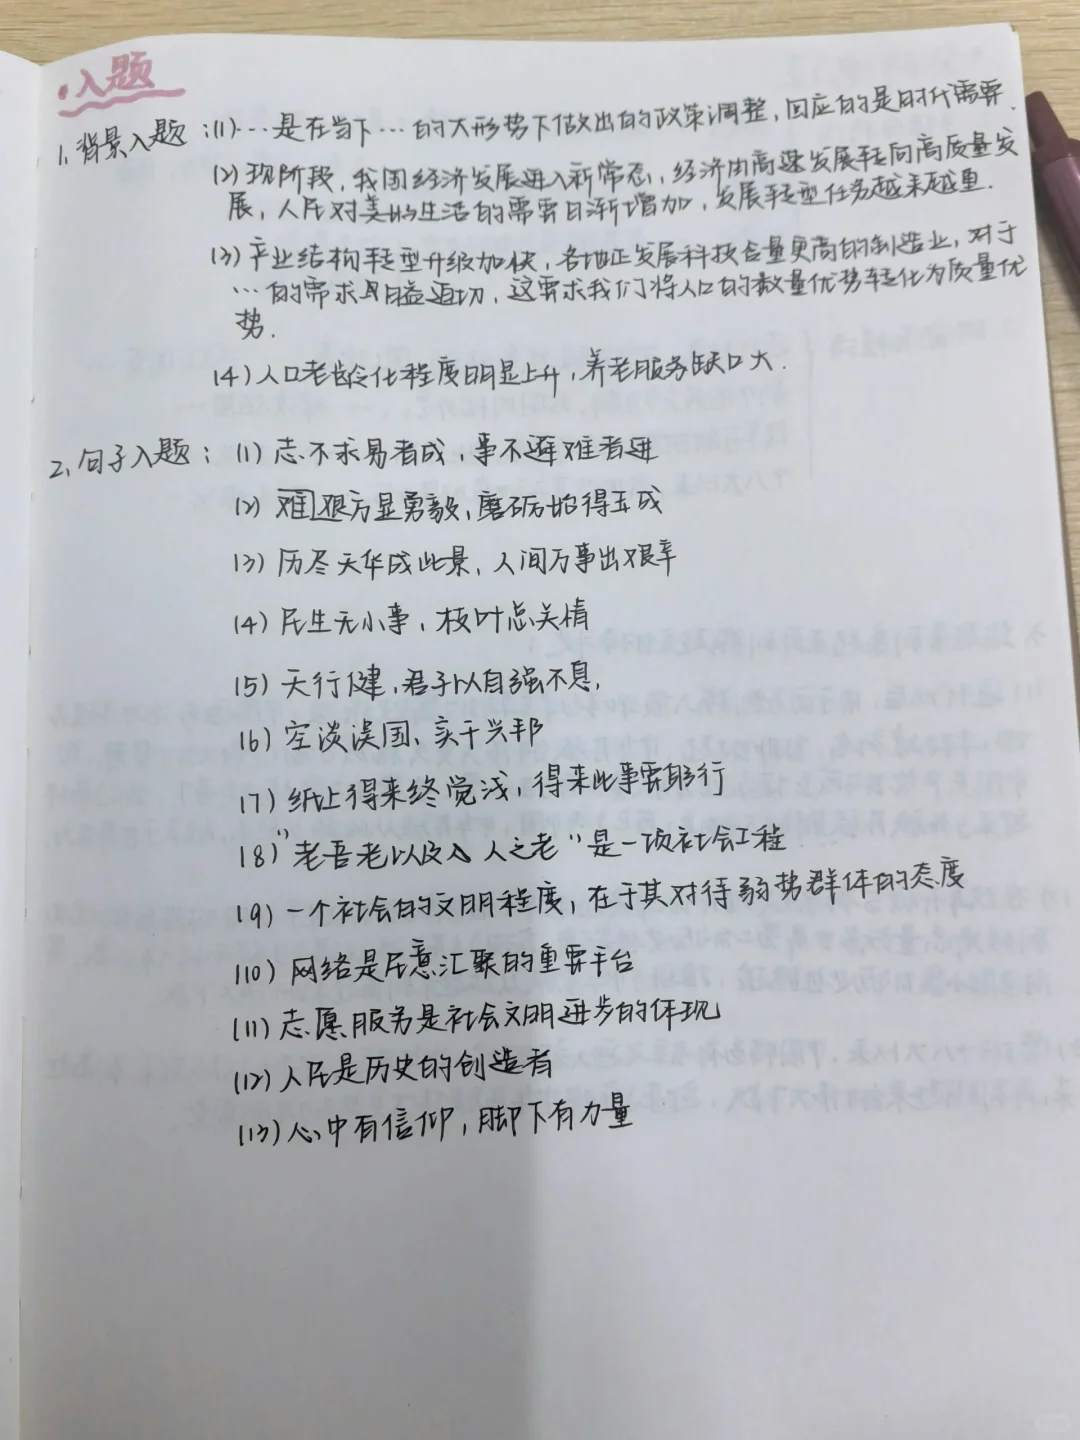 ·入题
1、背景入题：(1)…是在当下…的大形势下做出的政策调整，回应的是时代需要.
(2)现阶段，我国经济发展进入新常态，经济由高速发展转向高质量发
展，人民对美好生活的需要日渐增加，发展转型任务越来越重.
(3)产业结构转型升级加快，各地正发展科技含量更高的制造业，对于
…的需求日益迫切，这要求我们将人口的数量优势转化为质量优
势.
(4)人口老龄化程度明显上升，养老服务缺口大.
2、句子入题：(1)志不求易者成，事不避难者进
(2)难困艰方显勇毅，磨砺始得玉成
(3)历尽天华成此景，人间万事出艰辛
(4)民生无小事，枝叶总关情
(5)天行健，君子以自强不息，
(6)空谈误国、实干兴邦
(7)纸上得来终觉浅，得来此事要躬行
(8)"老吾老以及人之老"是一项社会工程
(9)一个社会的文明程度，在于其对待弱势群体的态度
(10)网络是民意汇聚的重要平台
(11)志愿服务是社会文明进步的体现
(12)人民是历史的创造者
(13)心中有信仰，脚下有力量